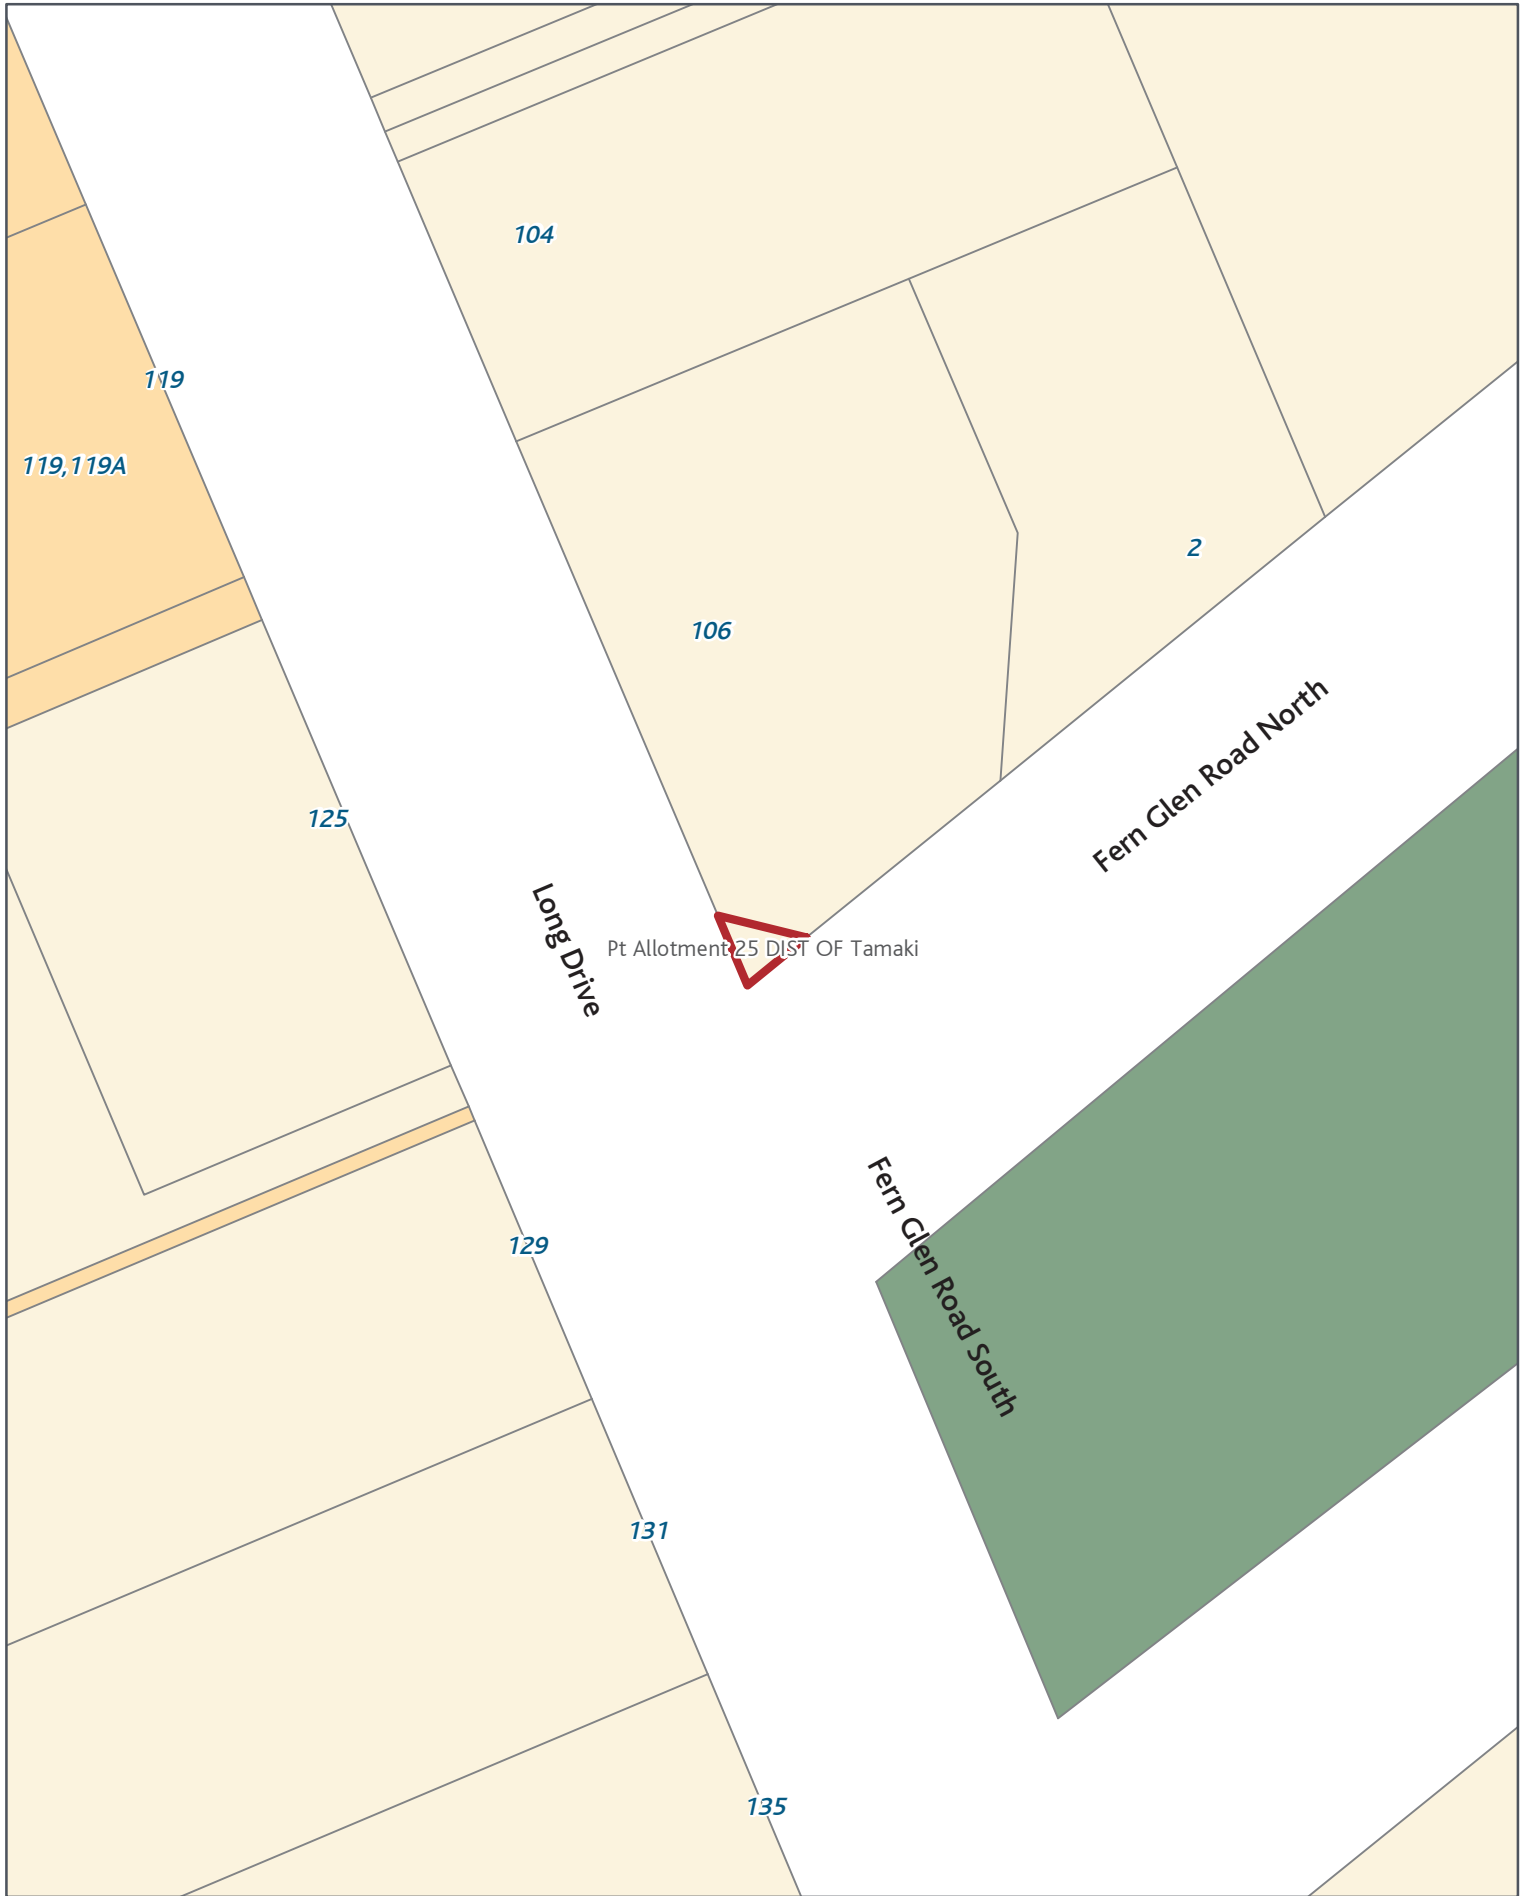 104
119
119,119A
2
106
Fern Glen Road North
125
Long Drive
Pt Allotment 25 DIST OF Tamaki
Fern Glen Road South
129
131
135